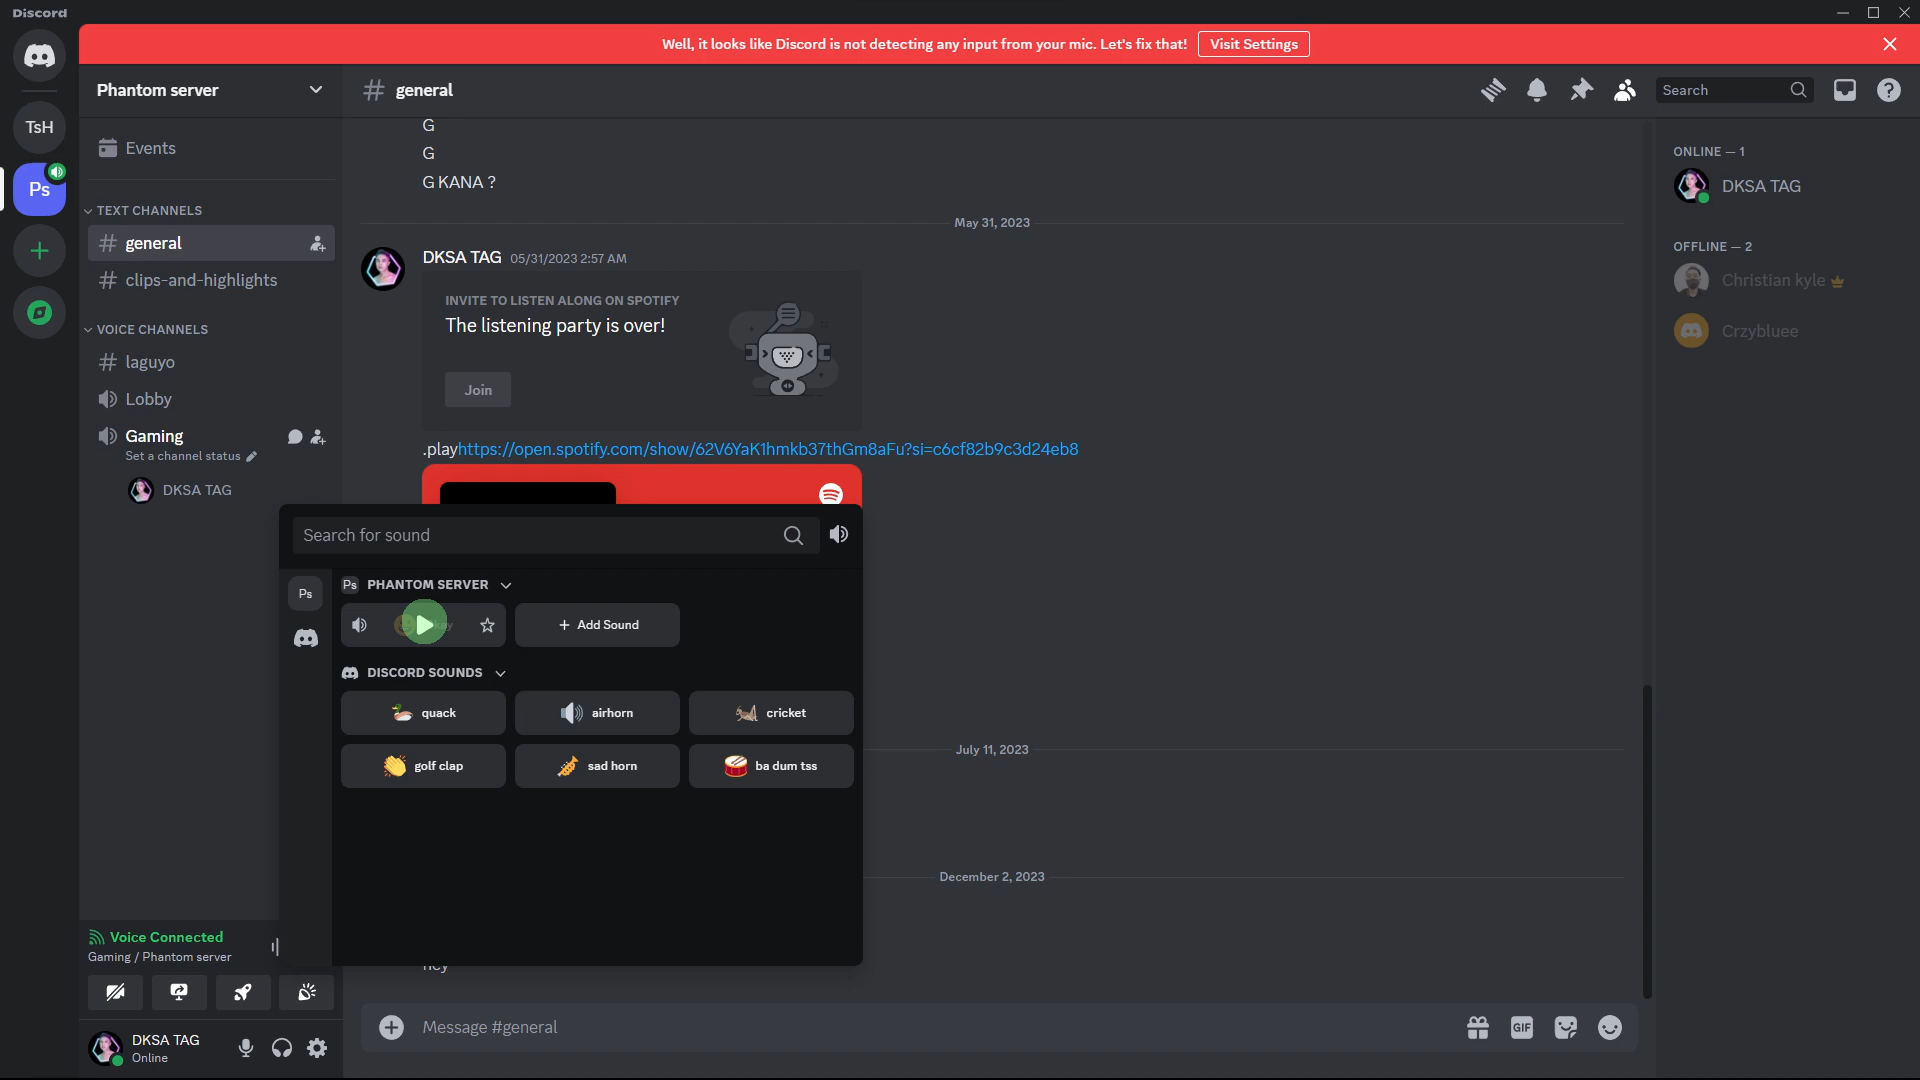 Discord
Well, it looks like Discord is not detecting any input from your mic. Let's fix that!
Visit Settings
Phantom server
general
Search
TsH
Ps
Events
TEXT CHANNELS
general
clips-and-highlights
VOICE CHANNELS
laguyo
Lobby
Gaming
Set a channel status
DKSA TAG
G
G
G KANA ?
May 31, 2023
DKSA TAG 05/31/2023 2:57 AM
INVITE TO LISTEN ALONG ON SPOTIFY
The listening party is over!
Join
.playhttps://open.spotify.com/show/62V6YaK1hmkb37thGm8aFu?si=c6cf82b9c3d24eb8
Search for sound
Ps
Ps PHANTOM SERVER
+ Add Sound
DISCORD SOUNDS
quack
airhorn
cricket
golf clap
sad horn
ba dum tss
July 11, 2023
December 2, 2023
Message #general
GIF
ONLINE — 1
DKSA TAG
OFFLINE — 2
Christian kyle
Crzybluee
Voice Connected
Gaming / Phantom server
DKSA TAG
Online